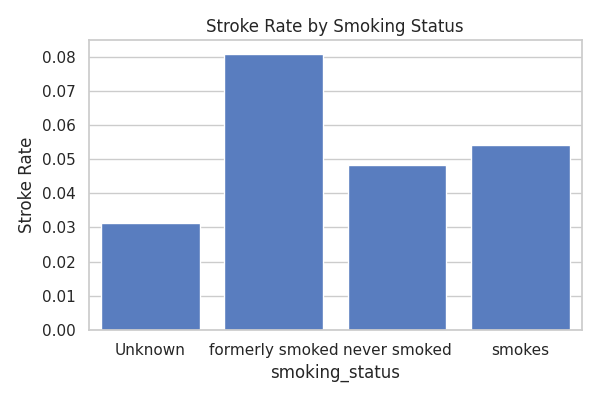 Stroke Rate by Smoking Status
Stroke Rate
0.08
0.07
0.06
0.05
0.04
0.03
0.02
0.01
0.00
Unknown formerly smoked never smoked smokes
smoking_status